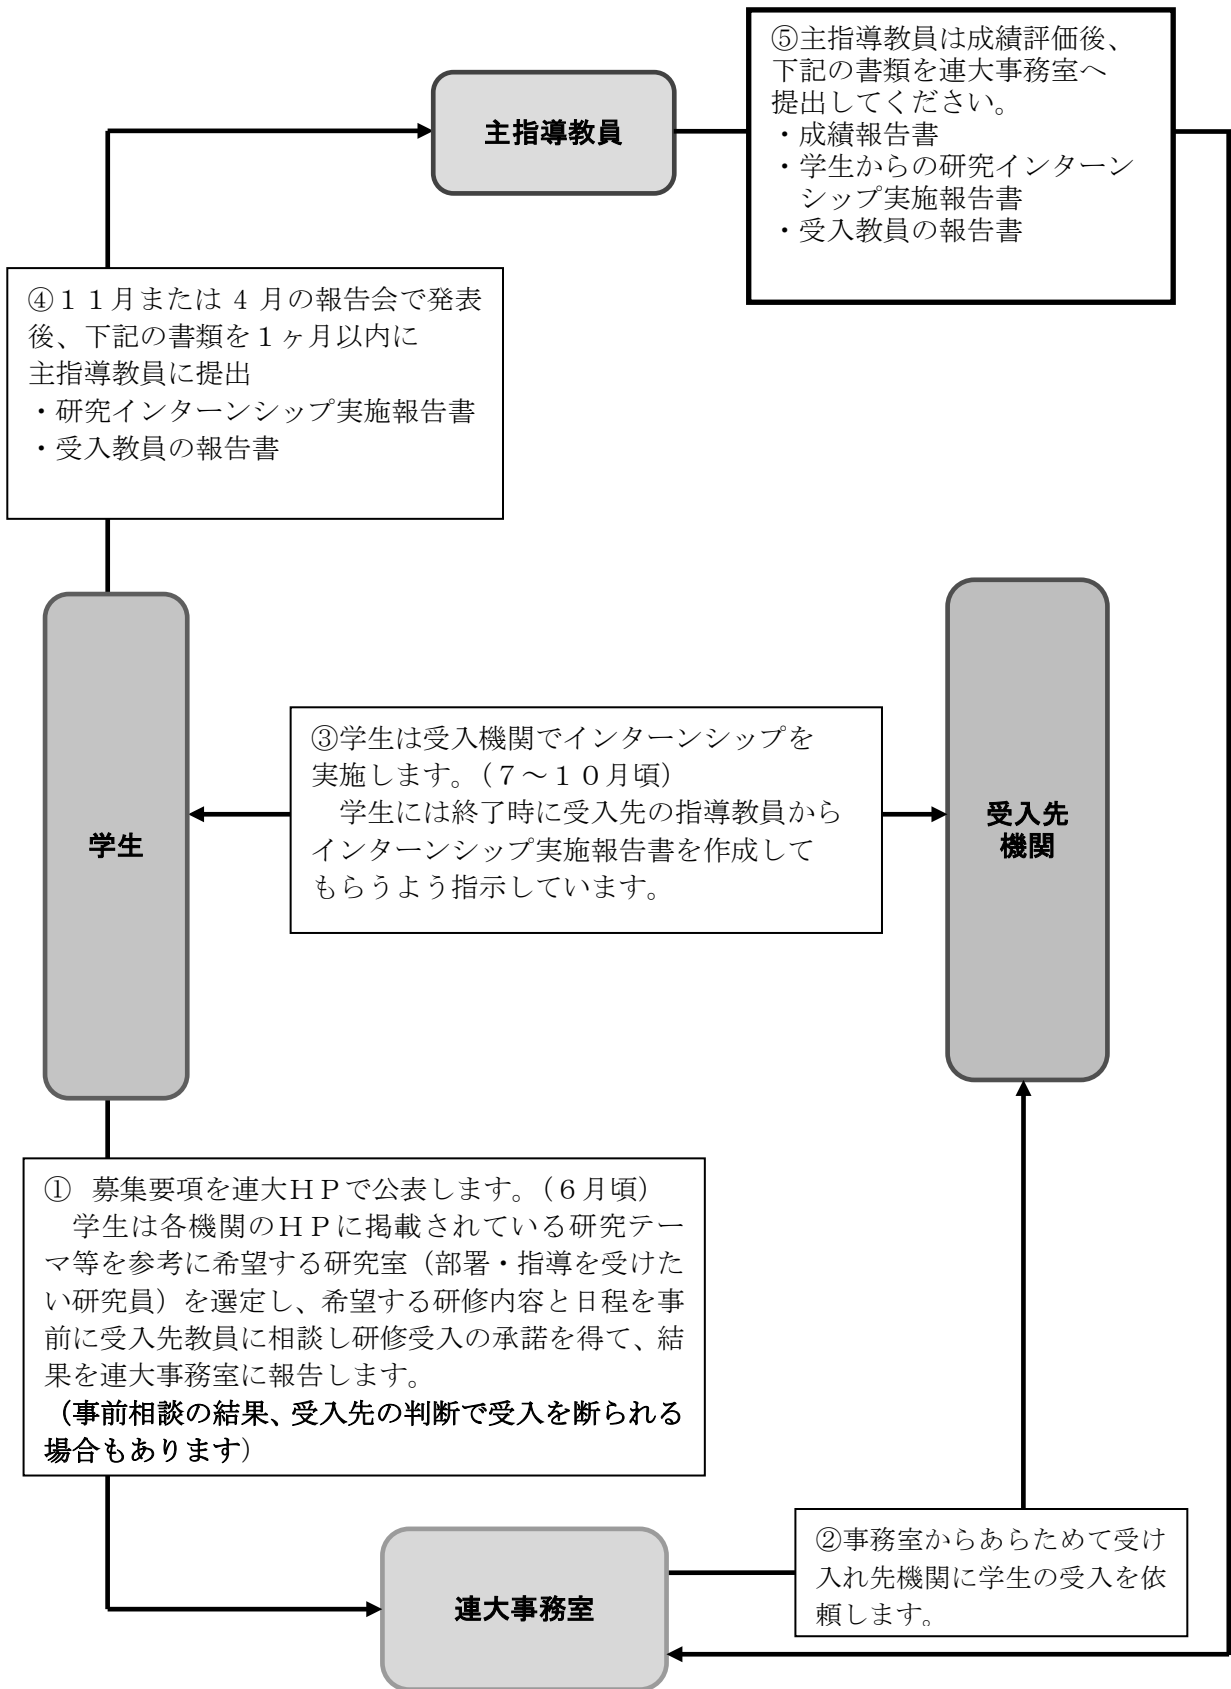 ⑤主指導教員は成績評価後、
下記の書類を連大事務室へ
提出してください。
・成績報告書
・学生からの研究インターン
シップ実施報告書
・受入教員の報告書
主指導教員
④１１月または 4 月の報告会で発表
後、下記の書類を１ヶ月以内に
主指導教員に提出
・研究インターンシップ実施報告書
・受入教員の報告書
③学生は受入機関でインターンシップを
実施します。（７～１０月頃）
学生には終了時に受入先の指導教員から
インターンシップ実施報告書を作成して
もらうよう指示しています。
学生
受入先
機関
① 募集要項を連大ＨＰで公表します。（６月頃）
学生は各機関のＨＰに掲載されている研究テー
マ等を参考に希望する研究室（部署・指導を受けた
い研究員）を選定し、希望する研修内容と日程を事
前に受入先教員に相談し研修受入の承諾を得て、結
果を連大事務室に報告します。
（事前相談の結果、受入先の判断で受入を断られる
場合もあります）
②事務室からあらためて受け
入れ先機関に学生の受入を依
頼します。
連大事務室